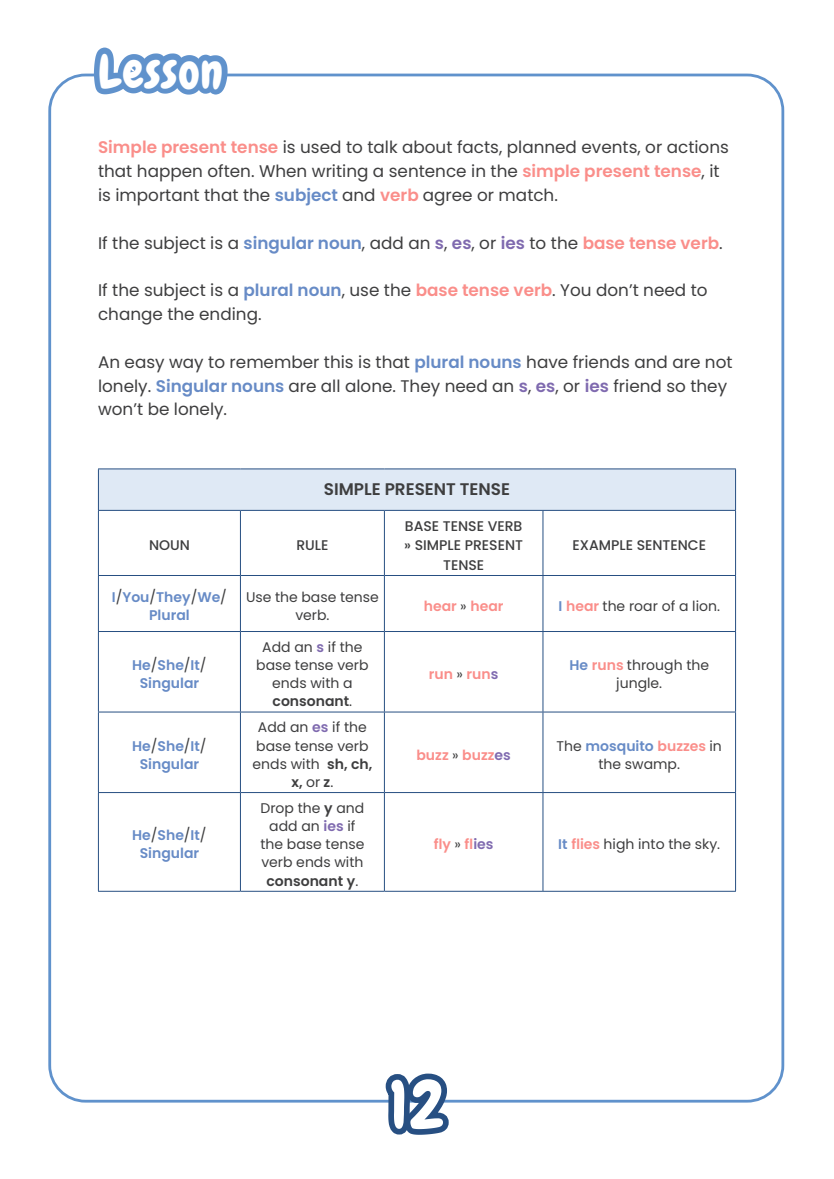 Lesson
Simple present tense is used to talk about facts, planned events, or actions
that happen often. When writing a sentence in the simple present tense, it
is important that the subject and verb agree or match.
If the subject is a singular noun, add an s, es, or ies to the base tense verb.
If the subject is a plural noun, use the base tense verb. You don’t need to
change the ending.
An easy way to remember this is that plural nouns have friends and are not
lonely. Singular nouns are all alone. They need an s, es, or ies friend so they
won’t be lonely.
SIMPLE PRESENT TENSE
NOUN
RULE
BASE TENSE VERB
» SIMPLE PRESENT
TENSE
EXAMPLE SENTENCE
I/You/They/We/
Plural
Use the base tense
verb.
hear » hear
I hear the roar of a lion.
He/She/It/
Singular
Add an s if the
base tense verb
ends with a
consonant.
run » runs
He runs through the
jungle.
He/She/It/
Singular
Add an es if the
base tense verb
ends with sh, ch,
x, or z.
buzz » buzzes
The mosquito buzzes in
the swamp.
He/She/It/
Singular
Drop the y and
add an ies if
the base tense
verb ends with
consonant y.
fly » flies
It flies high into the sky.
12